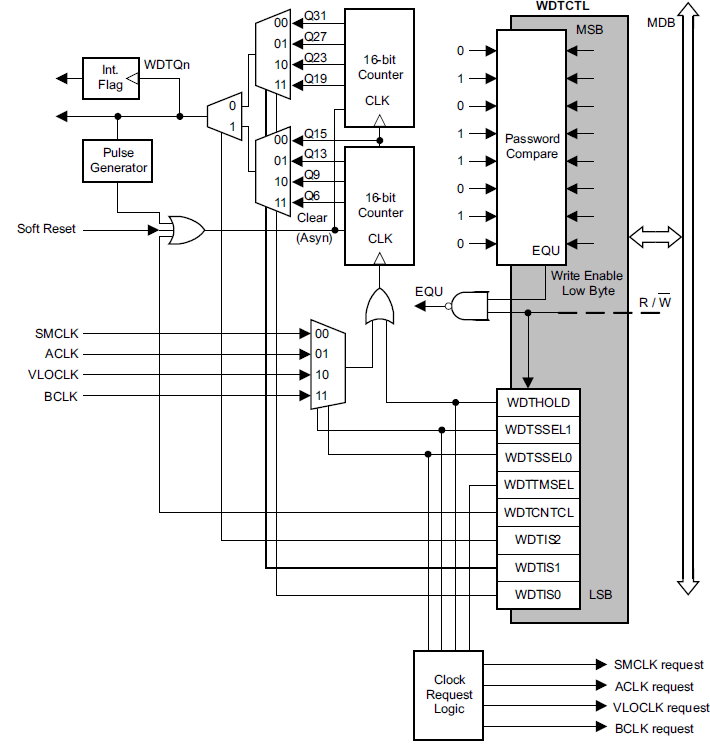 WDTCTL
MDB
MSB
Q31
Q27
Q23
Q19
00
01
10
11
16-bit
Counter
CLK
Int.
Flag
WDTQn
0
1
Pulse
Generator
Q15
Q13
Q9
Q6
00
01
10
11
16-bit
Counter
CLK
Clear
(Asyn)
Soft Reset
0
1
0
1
1
0
1
0
Password
Compare
EQU
Write Enable
Low Byte
R / W
EQU
SMCLK
ACLK
VLOCLK
BCLK
00
01
10
11
WDTHOLD
WDTSSEL1
WDTSSEL0
WDTTMSEL
WDTCNTCL
WDTIS2
WDTIS1
WDTIS0
LSB
Clock
Request
Logic
SMCLK request
ACLK request
VLOCLK request
BCLK request